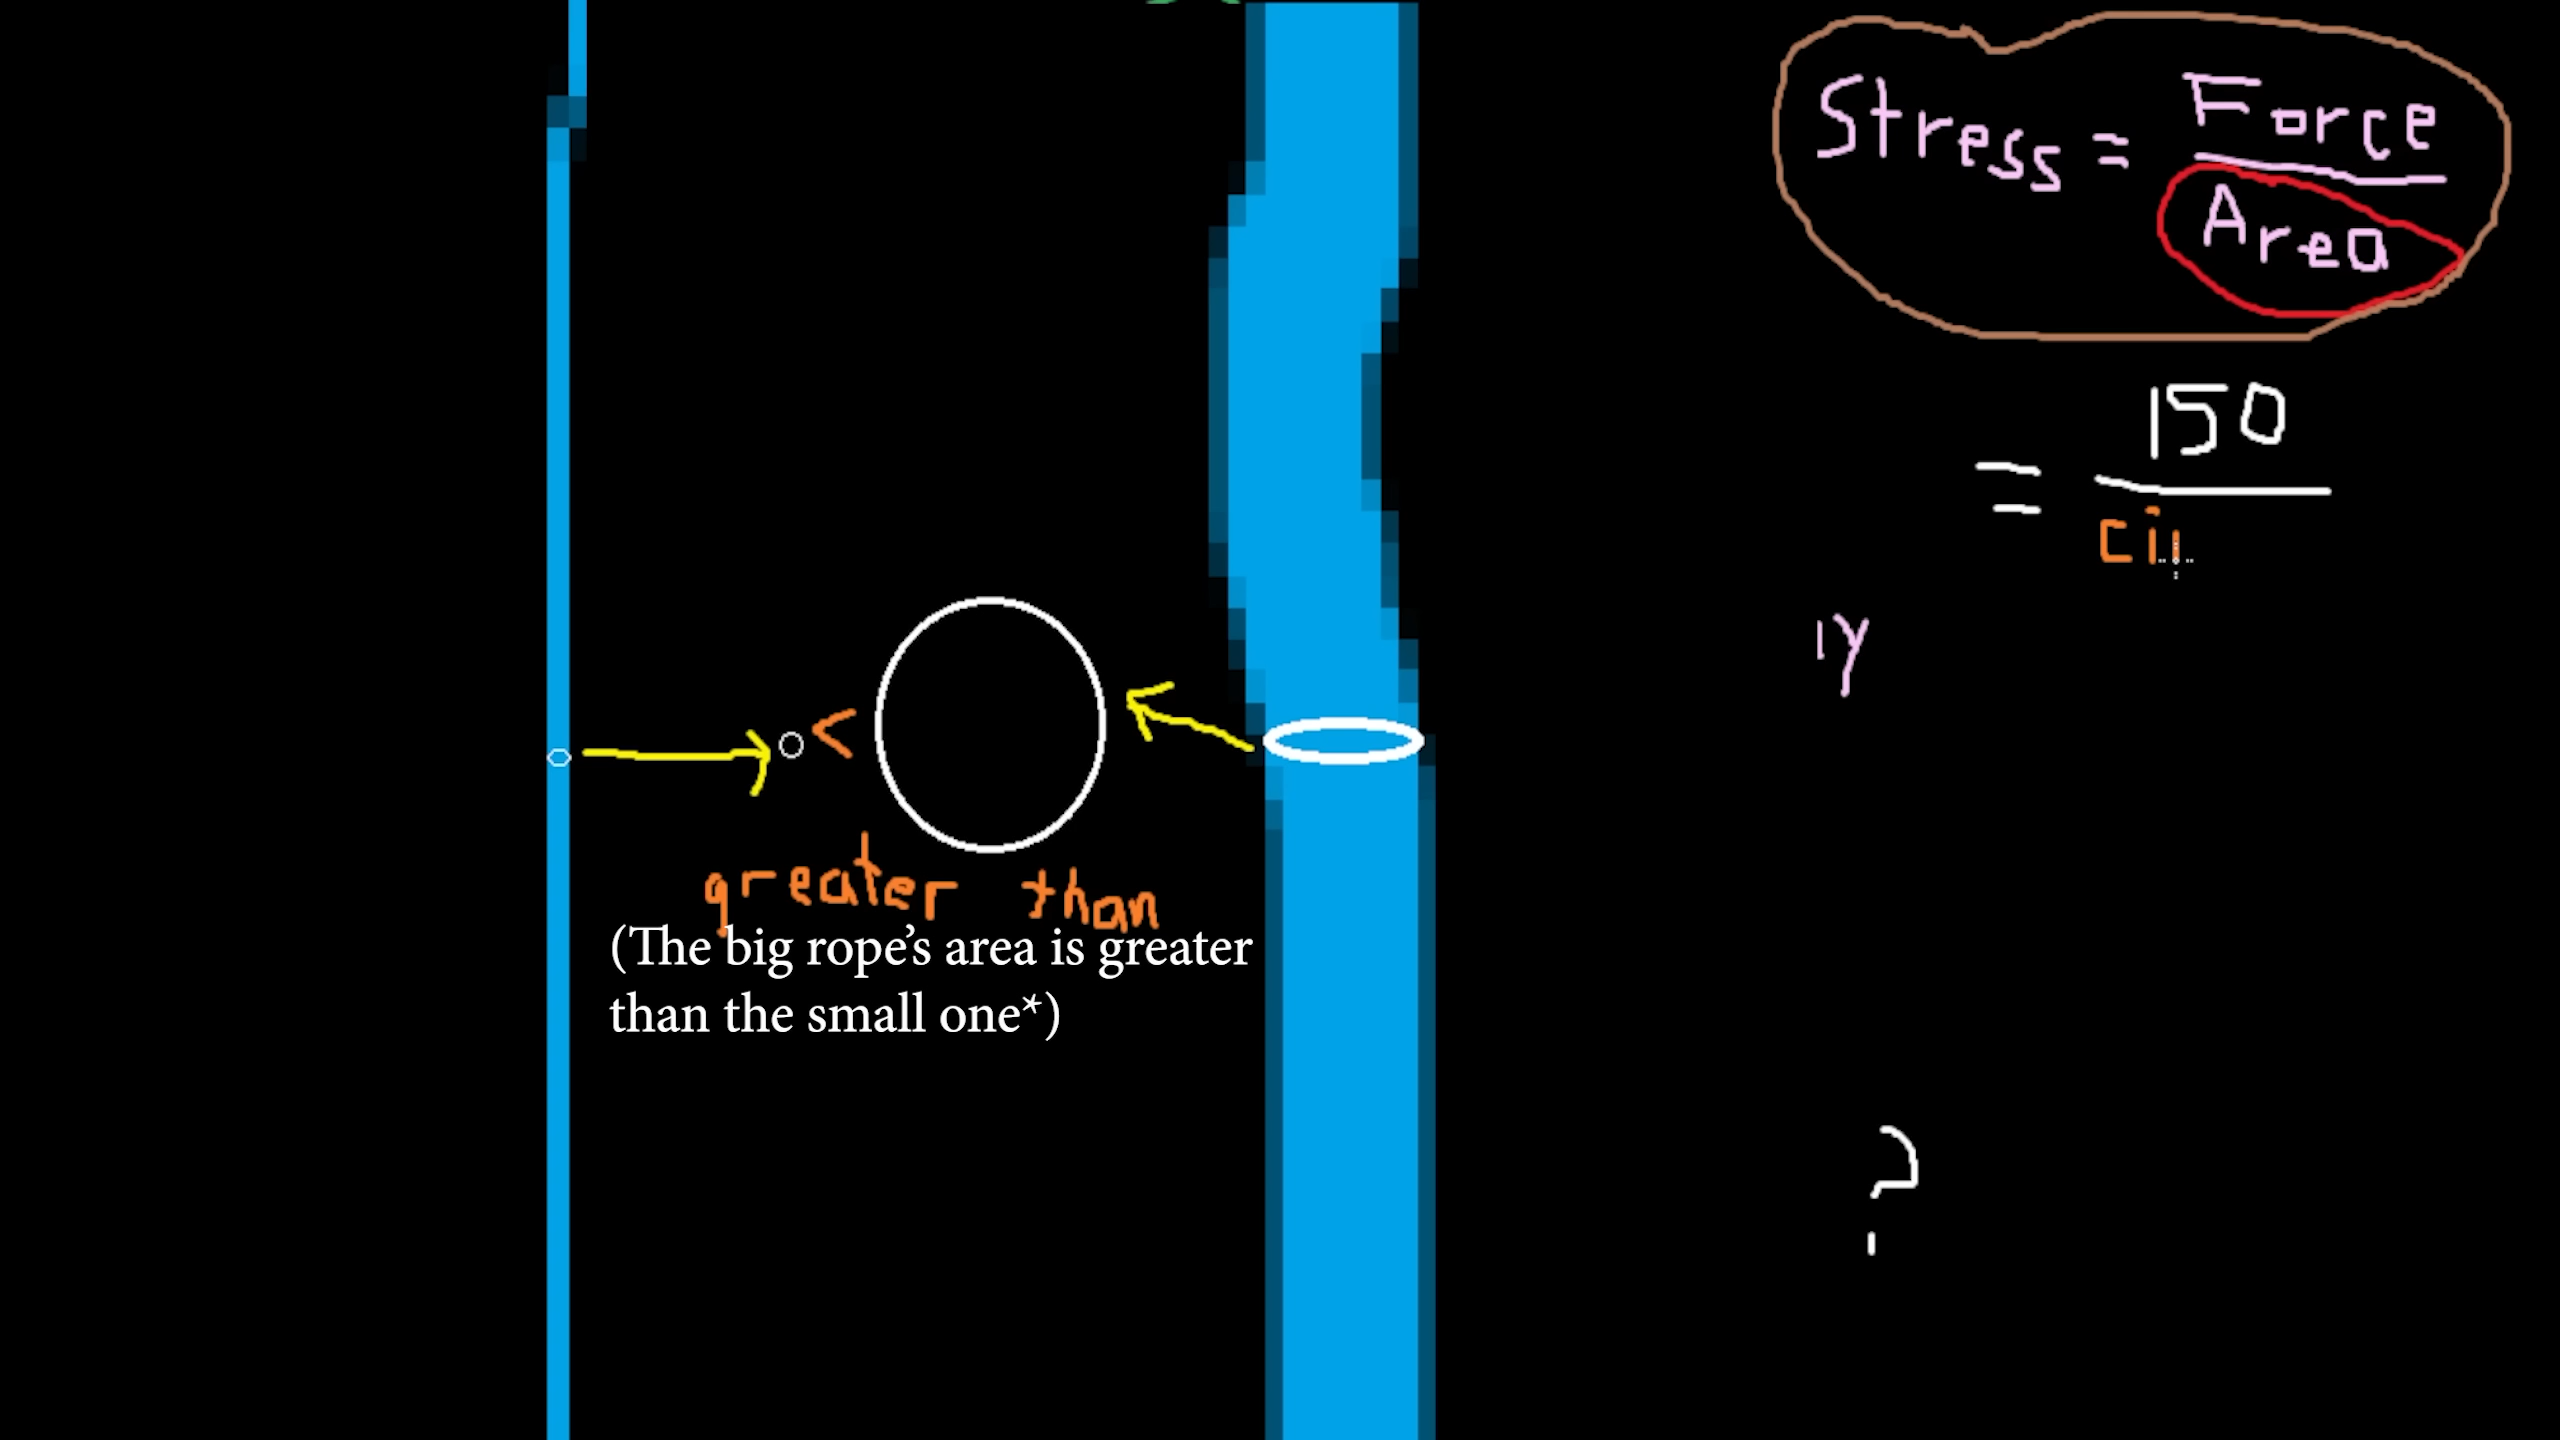 Stress = Force
Area
= 150
ci
<
greater than
(The big rope's area is greater
than the small one*)
?